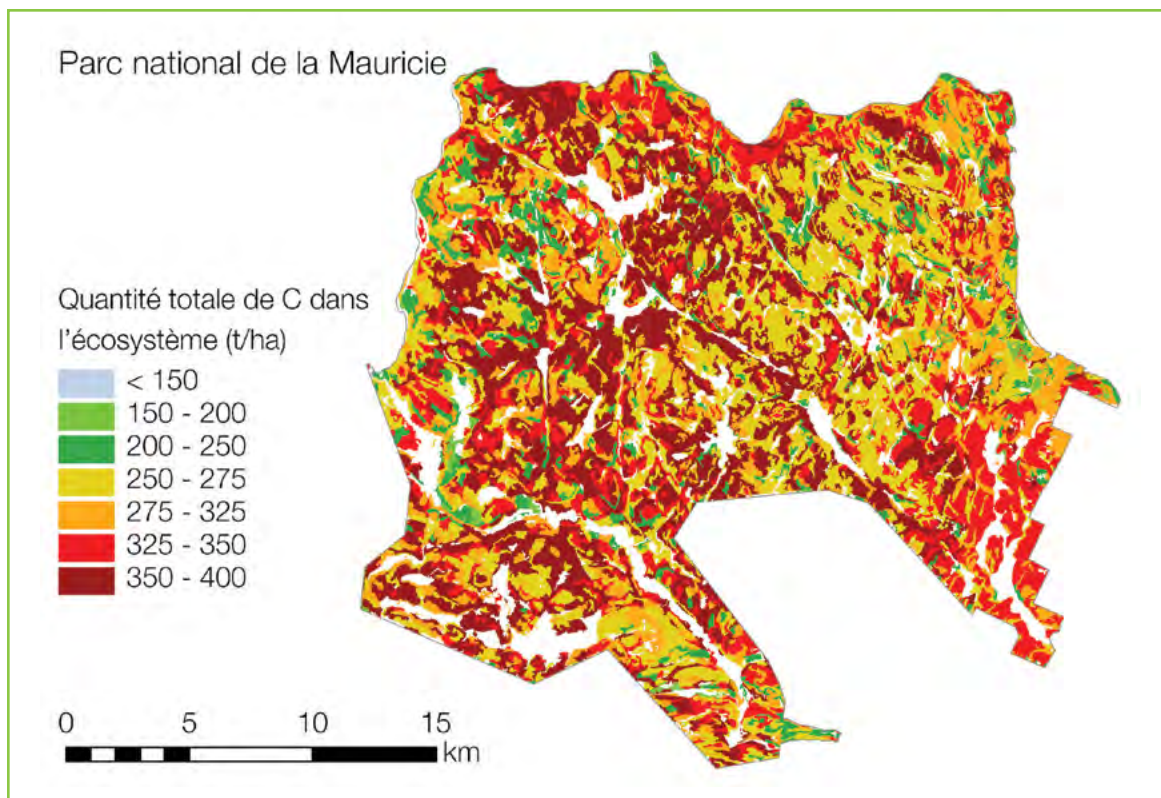 Parc national de la Mauricie
Quantité totale de C dans
l'écosystème (t/ha)
< 150
150 - 200
200 - 250
250 - 275
275 - 325
325 - 350
350 - 400
0 5 10 15
km